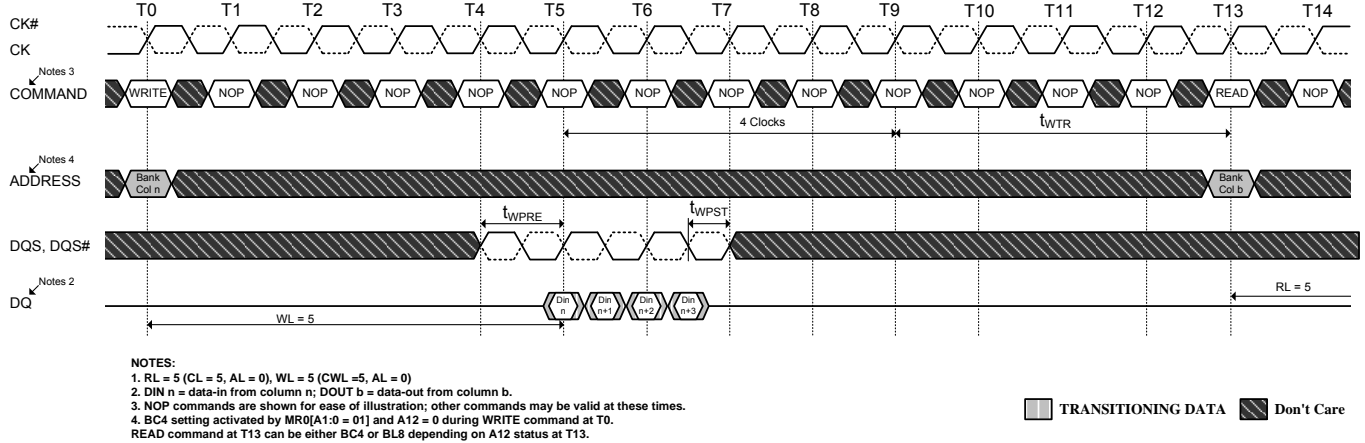 T0 T1 T2 T3 T4 T5 T6 T7 T8 T9 T10 T11 T12 T13 T14
CK#
CK
Notes 3
COMMAND WRITE NOP NOP NOP NOP NOP NOP NOP NOP NOP NOP NOP NOP READ NOP
4 Clocks tWTR
Notes 4
ADDRESS Bank Col n Bank Col b
tWPRE tWPST
DQS, DQS#
Notes 2
DQ Din n Din n+1 Din n+2 Din n+3
WL = 5 RL = 5
NOTES:
1. RL = 5 (CL = 5, AL = 0), WL = 5 (CWL =5, AL = 0)
2. DIN n = data-in from column n; DOUT b = data-out from column b.
3. NOP commands are shown for ease of illustration; other commands may be valid at these times.
4. BC4 setting activated by MR0[A1:0 = 01] and A12 = 0 during WRITE command at T0.
READ command at T13 can be either BC4 or BL8 depending on A12 status at T13.
TRANSITIONING DATA Don't Care